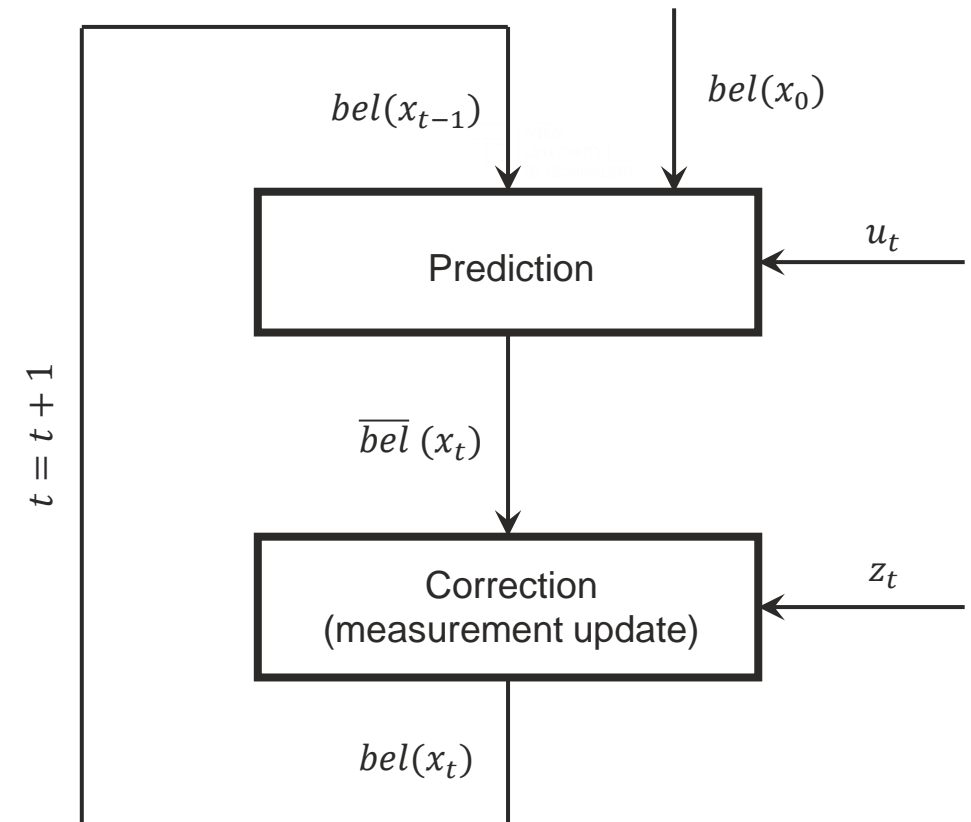 bel(x_{t−1})
bel(x_0)
Prediction
u_t
t = t + 1
\overline{bel} (x_t)
Correction
(measurement update)
z_t
bel(x_t)